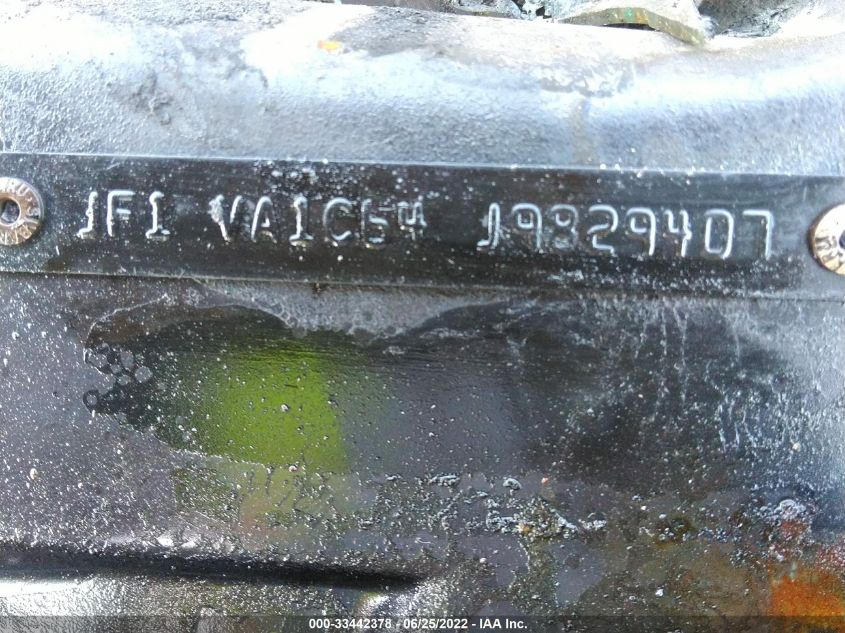 JF1 VA1C64 J9829407
000-33442378 / 06/25/2022 - IAA Inc.